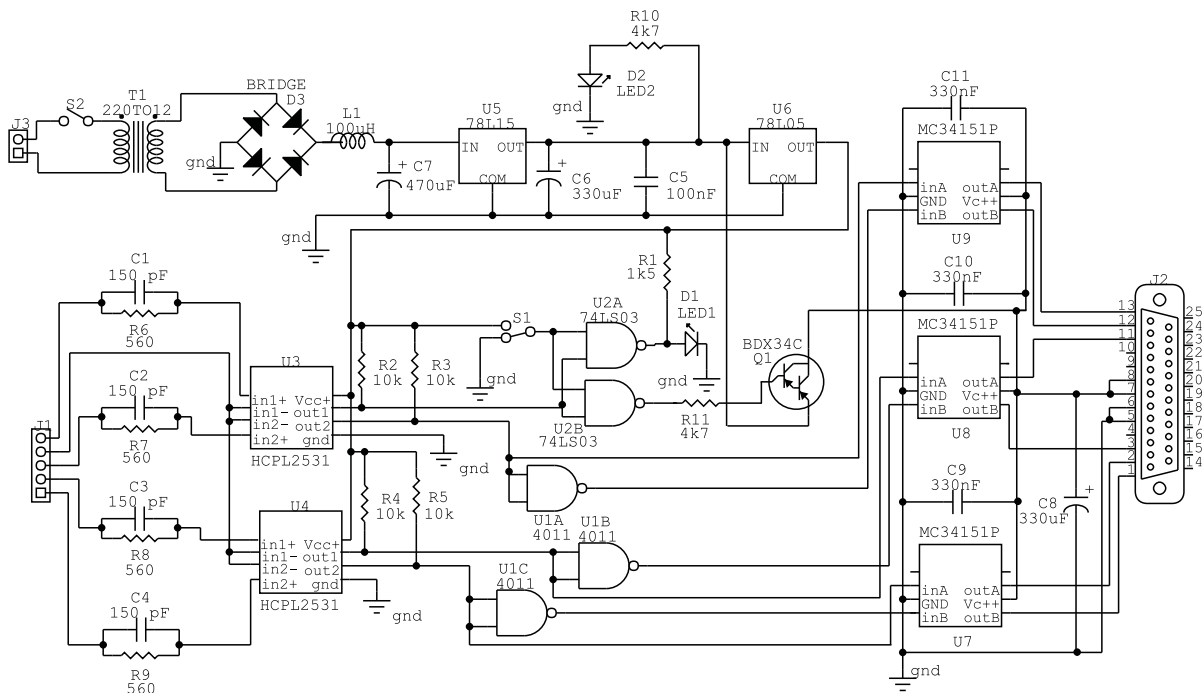 R10
4k7
D2
LED2
gnd
BRIDGE
D3
S2
T1
220TO12
J3
L1
100uH
gnd
C7
470uF
U5
78L15
IN OUT
COM
C6
330uF
C5
100nF
U6
78L05
IN OUT
COM
gnd
C11
330nF
MC34151P
inA outA
GND Vc++
inB outB
U9
C10
330nF
MC34151P
inA outA
GND Vc++
inB outB
U8
C9
330nF
MC34151P
inA outA
GND Vc++
inB outB
U7
C8
330uF
gnd
C1
150 pF
R6
560
C2
150 pF
R7
560
C3
150 pF
R8
560
C4
150 pF
R9
560
J1
U3
in1+ Vcc+
in1- out1
in2- out2
in2+ gnd
HCPL2531
gnd
U4
in1+ Vcc+
in1- out1
in2- out2
in2+ gnd
HCPL2531
gnd
R2
10k
R3
10k
R4
10k
R5
10k
S1
gnd
R1
1k5
D1
LED1
gnd
U2A
74LS03
U2B
74LS03
R11
4k7
BDX34C
Q1
U1A
4011
U1B
4011
U1C
4011
J2
13
12
11
10
9
8
7
6
5
4
3
2
1
25
24
23
22
21
20
19
18
17
16
15
14